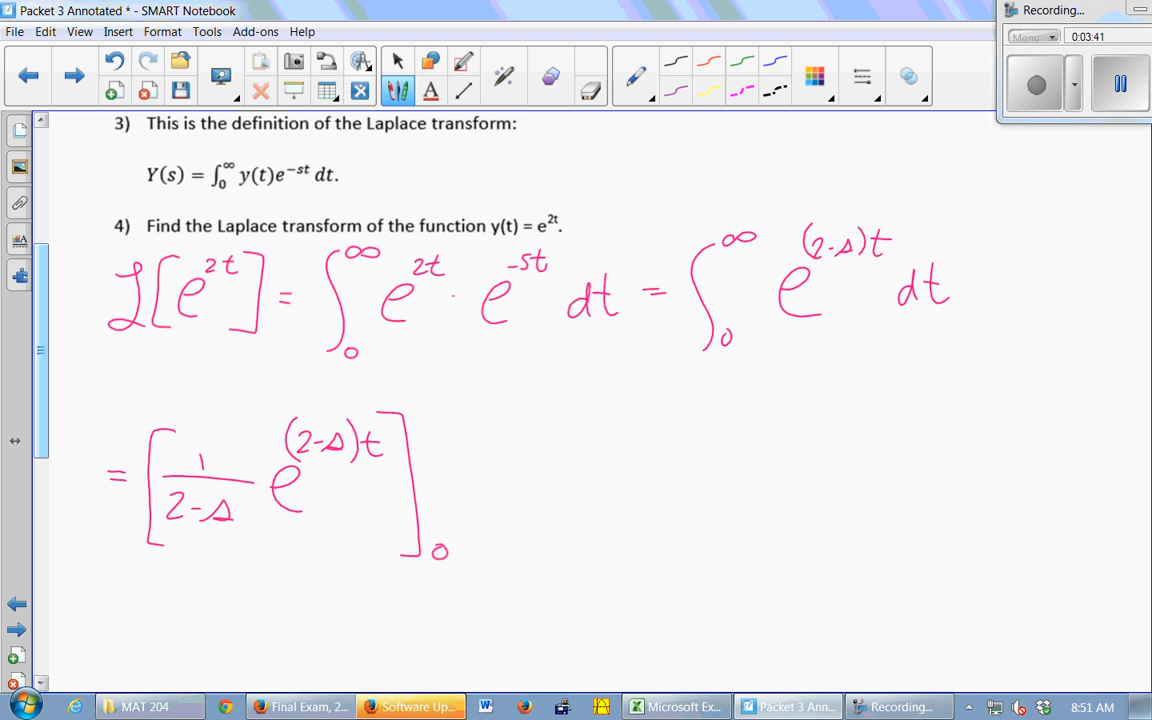 Packet 3 Annotated * - SMART Notebook
Recording...
File Edit View Insert Format Tools Add-ons Help
Menu 0:03:41
3) This is the definition of the Laplace transform:
Y(s) = ∫₀^∞ y(t)e^{-st} dt.
4) Find the Laplace transform of the function y(t) = e^{2t}.
ℒ[e^{2t}] = ∫₀^∞ e^{2t} · e^{-st} dt = ∫₀^∞ e^{(2-s)t} dt
= [1/(2-s) e^{(2-s)t}]₀
MAT 204 Final Exam, 2... Software Up... Microsoft Ex... Packet 3 Ann... Recording... 8:51 AM